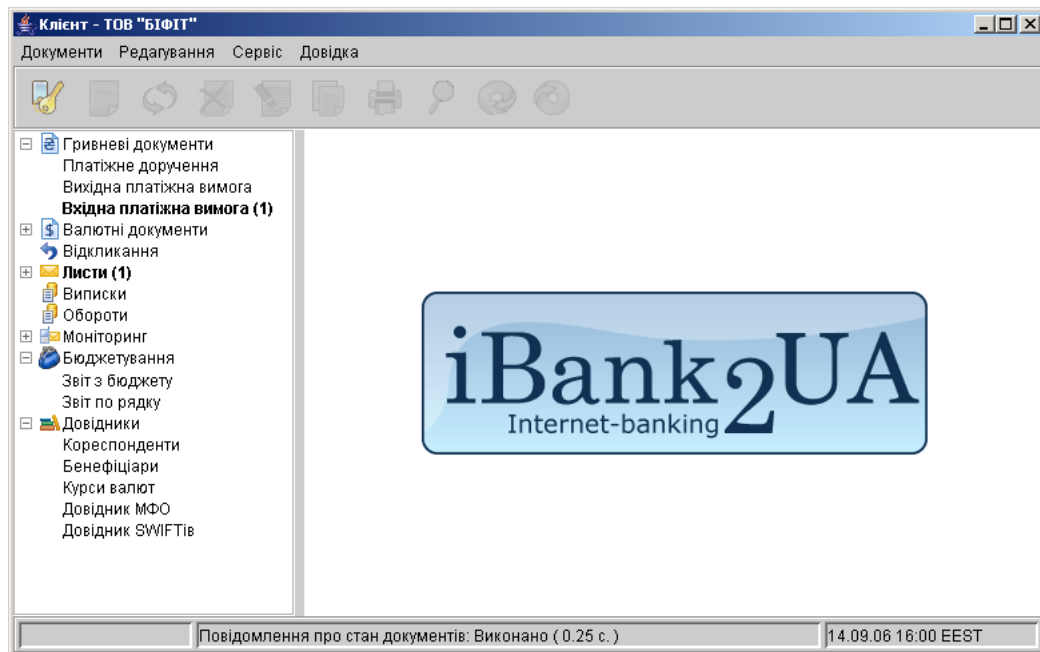 Клієнт - ТОВ "БІФІТ"
Документи Редагування Сервіс Довідка
Гривневі документи
Платіжне доручення
Вихідна платіжна вимога
Вхідна платіжна вимога (1)
Валютні документи
Відкликання
Листи (1)
Виписки
Обороти
Моніторинг
Бюджетування
Звіт з бюджету
Звіт по рядку
Довідники
Кореспонденти
Бенефіціари
Курси валют
Довідник МФО
Довідник SWIFTів
iBank2UA
Internet-banking
Повідомлення про стан документів: Виконано ( 0.25 с. )
14.09.06 16:00 EEST